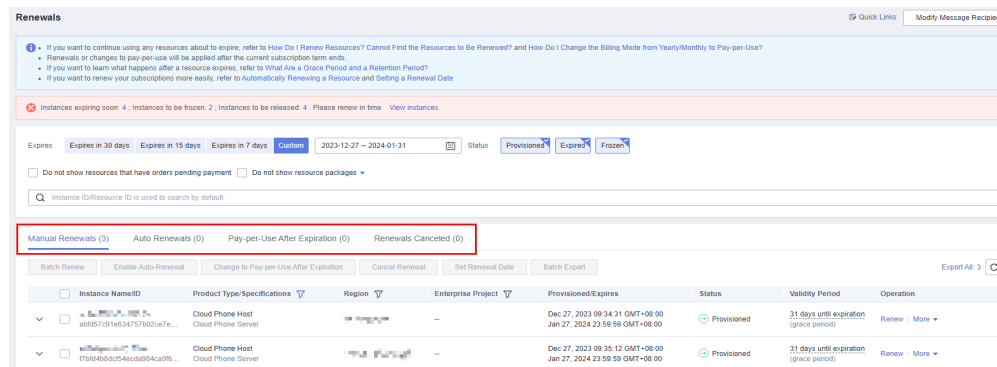 Renewals
Quick Links
Modify Message Recipie
If you want to continue using any resources about to expire, refer to How Do I Renew Resources? Cannot Find the Resources to Be Renewed? and How Do I Change the Billing Mode from Yearly/Monthly to Pay-per-Use?
Renewals or changes to pay-per-use will be applied after the current subscription term ends.
If you want to learn what happens after a resource expires, refer to What Are a Grace Period and a Retention Period?
If you want to renew your subscriptions more easily, refer to Automatically Renewing a Resource and Setting a Renewal Date
Instances expiring soon: 4 ; Instances to be frozen: 2 ; Instances to be released: 4 . Please renew in time. View instances.
Expires Expires in 30 days Expires in 15 days Expires in 7 days Custom 2023-12-27 – 2024-01-31 Status Provisioned Expired Frozen
Do not show resources that have orders pending payment Do not show resource packages
Instance ID/Resource ID is used to search by default.
Manual Renewals (3) Auto Renewals (0) Pay-per-Use After Expiration (0) Renewals Canceled (0)
Batch Renew Enable Auto-Renewal Change to Pay-per-Use After Expiration Cancel Renewal Set Renewal Date Batch Export Export All: 3
Instance Name/ID Product Type/Specifications Region Enterprise Project Provisioned/Expires Status Validity Period Operation
Cloud Phone Host Dec 27, 2023 09:34:31 GMT+08:00 31 days until expiration
-- Provisioned Renew More
abfd57c91e634757b02ce7e... Cloud Phone Server Jan 27, 2024 23:59:59 GMT+08:00 (grace period)
Cloud Phone Host Dec 27, 2023 09:35:12 GMT+08:00 31 days until expiration
-- Provisioned Renew More
f7bfd4b8dcf54ecda984ca0f6... Cloud Phone Server Jan 27, 2024 23:59:59 GMT+08:00 (grace period)